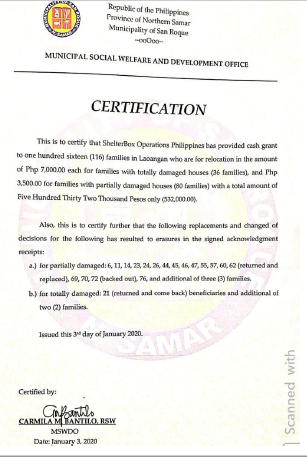 Republic of the Philippines
Province of Northern Samar
Municipality of San Roque
--ooOoo--
MUNICIPAL SOCIAL WELFARE AND DEVELOPMENT OFFICE
CERTIFICATION
This is to certify that ShelterBox Operations Philippines has provided cash grant
to one hundred sixteen (116) families in Laoangan who are for relocation in the amount
of Php 7,000.00 each for families with totally damaged houses (36 families), and Php
3,500.00 for families with partially damaged houses (80 families) with a total amount of
Five Hundred Thirty Two Thousand Pesos only (532,000.00).
Also, this to certify further that the following replacements and changed of
decisions for the following has resulted to erasures in the signed acknowledgment
receipts:
a.) for partially damaged: 6, 11, 14, 23, 24, 26, 44, 45, 46, 47, 55, 57, 60, 62 (returned and
replaced), 69, 70, 72 (backed out), 76, and additional of three (3) families.
b.) for totally damaged: 21 (returned and come back) beneficiaries and additional of
two (2) families.
Issued this 3rd day of January 2020.
SAMAR
Certified by:
CARMILA M. BANTILO, RSW
MSWDO
Date: January 3, 2020
Scanned with